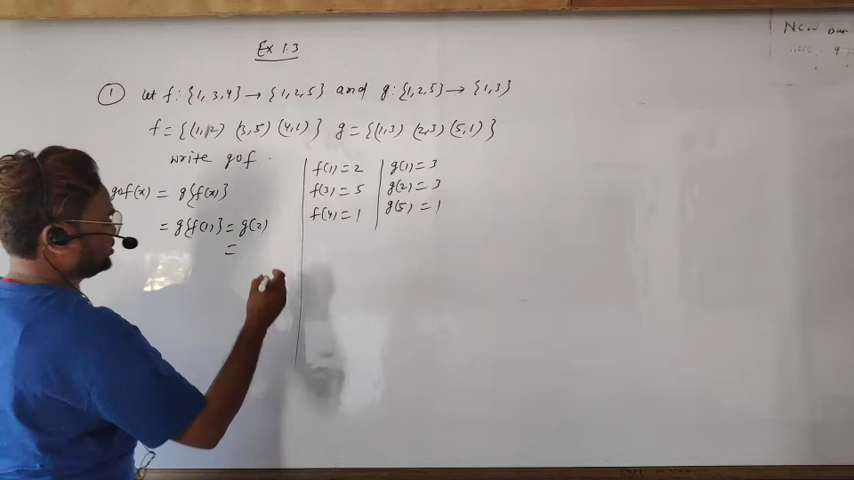 Ex 1.3
① Let f : {1, 3, 4} → {1, 2, 5} and g : {1, 2, 5} → {1, 3}
f = {(1, 2) (3, 5) (4, 1)} g = {(1, 3) (2, 3) (5, 1)}
write gof.
gof(x) = g{f(x)}
= g{f(1)} = g(2)
=
f(1) = 2
f(3) = 5
f(4) = 1
g(1) = 3
g(2) = 3
g(5) = 1
New